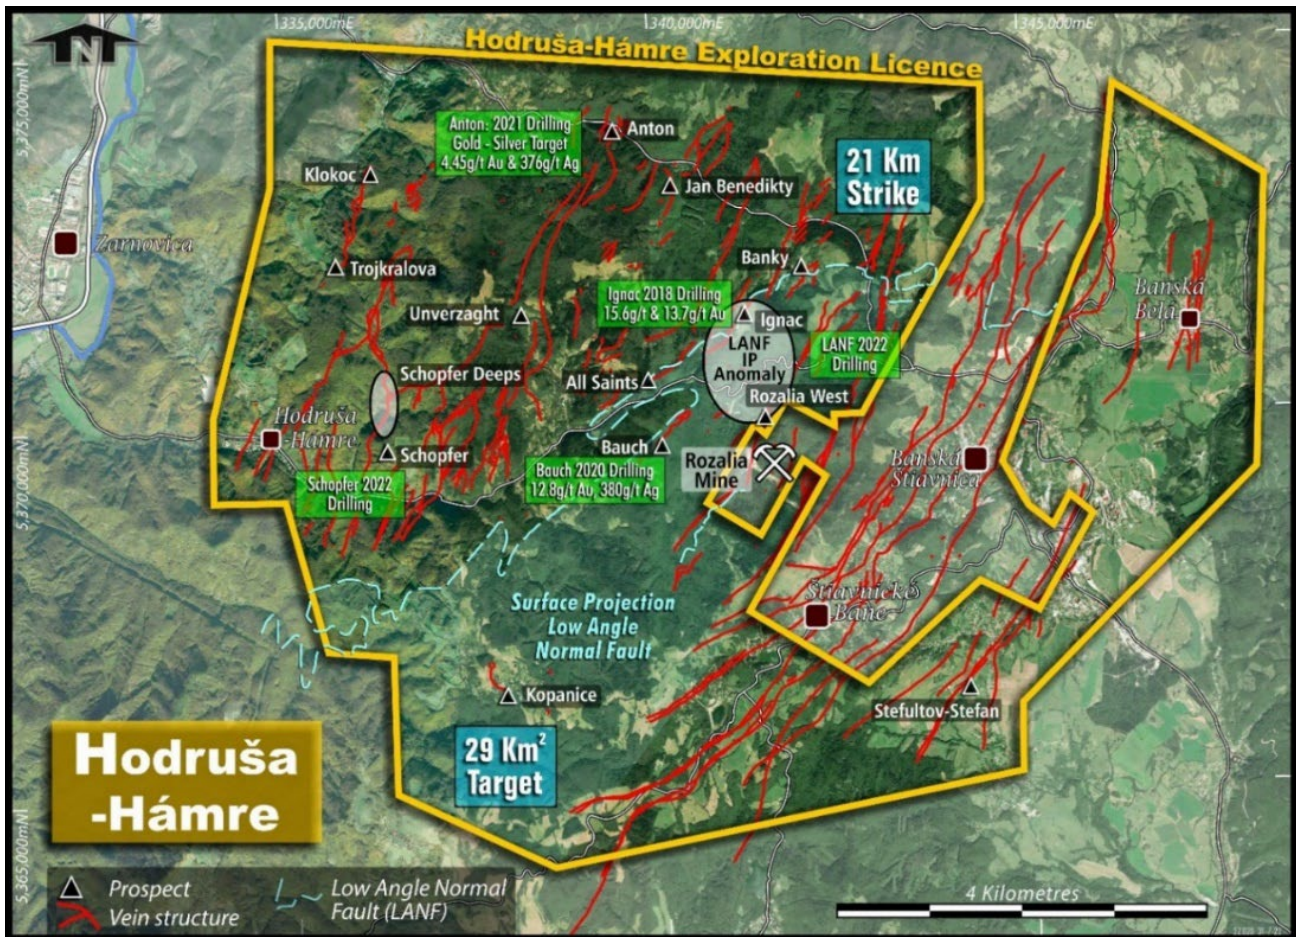 335,000mE
340,000mE
345,000mE
N
Hodruša-Hámre Exploration Licence
5,375,000mN
Anton: 2021 Drilling
Gold - Silver Target
4.45g/t Au & 376g/t Ag
Anton
21 Km
Strike
Klokoc
Jan Benedikty
Zarnovica
Trojkralova
Banky
Banska
Bela
Ignac 2018 Drilling
15.6g/t & 13.7g/t Au
Unverzaght
Ignac
LANF
IP
Anomaly
LANF 2022
Drilling
Schopfer Deeps
All Saints
Rozalia West
Hodruša
-Hámre
Schopfer
Bauch
Rozalia
Mine
Banská
Štiavnica
Schopfer 2022
Drilling
Bauch 2020 Drilling
12.8g/t Au, 380g/t Ag
5,370,000mN
Surface Projection
Low Angle
Normal Fault
Štiavnické
Bane
Kopanice
Stefultov-Stefan
29 Km²
Target
Hodruša
-Hámre
5,365,000mN
Prospect
Vein structure
Low Angle Normal
Fault (LANF)
4 Kilometres